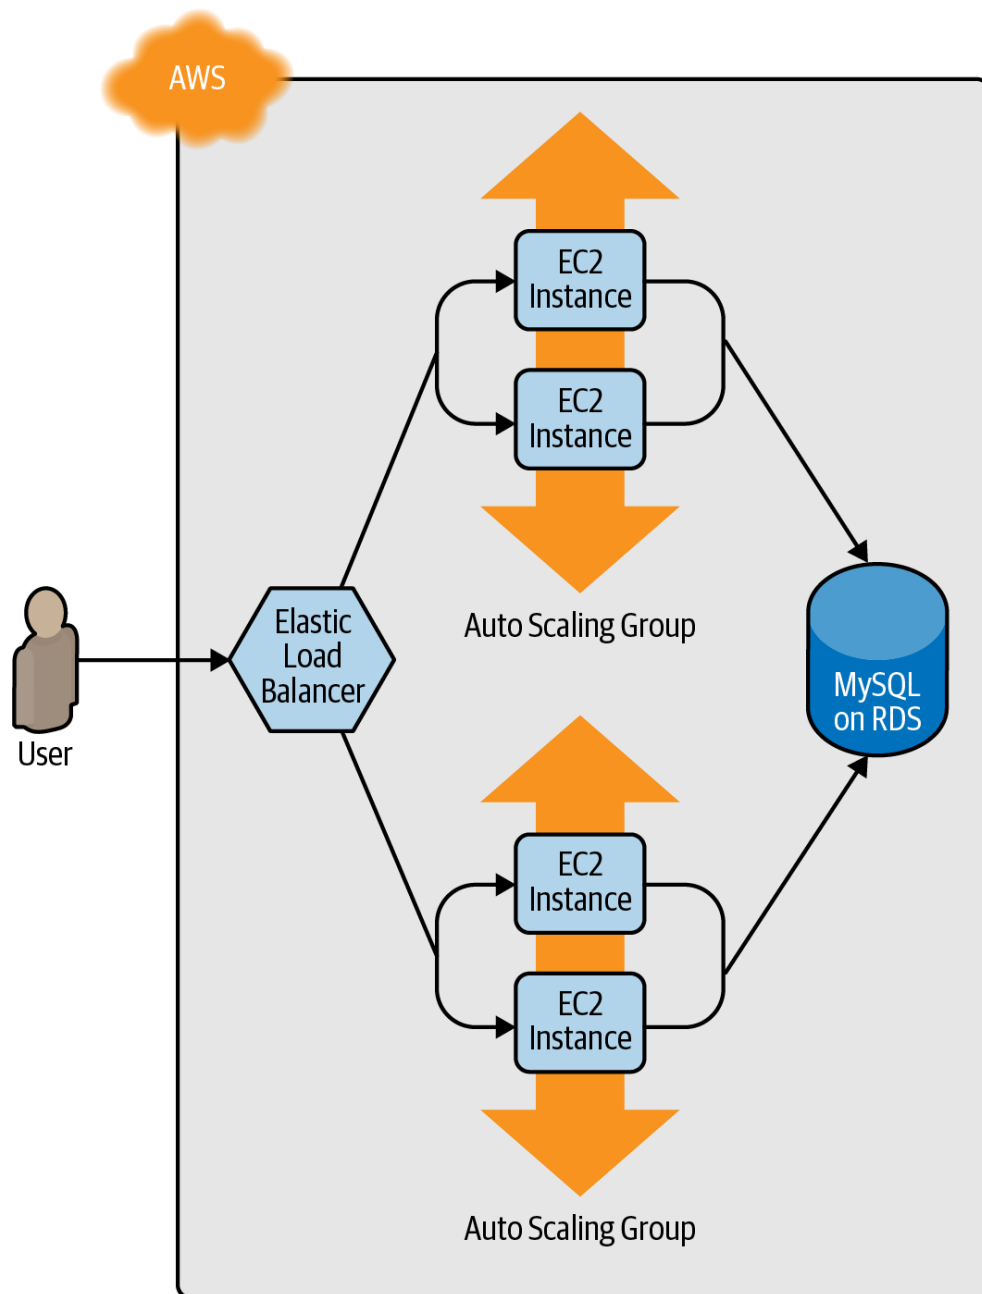 AWS
EC2
Instance
EC2
Instance
Auto Scaling Group
User
Elastic
Load
Balancer
MySQL
on RDS
EC2
Instance
EC2
Instance
Auto Scaling Group